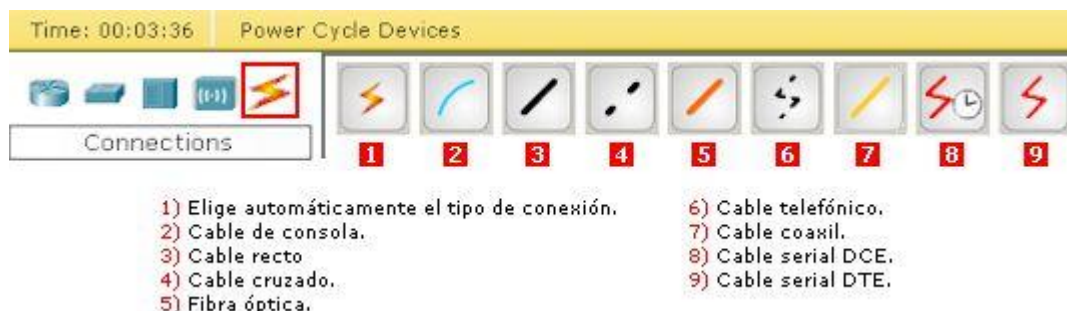 Time: 00:03:36 Power Cycle Devices
Connections
1 2 3 4 5 6 7 8 9
1) Elige automáticamente el tipo de conexión.
2) Cable de consola.
3) Cable recto
4) Cable cruzado.
5) Fibra óptica.
6) Cable telefónico.
7) Cable coaxil.
8) Cable serial DCE.
9) Cable serial DTE.